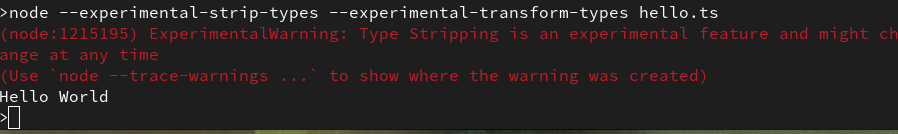 >node --experimental-strip-types --experimental-transform-types hello.ts
(node:1215195) ExperimentalWarning: Type Stripping is an experimental feature and might ch
ange at any time
(Use `node --trace-warnings ...` to show where the warning was created)
Hello World
>